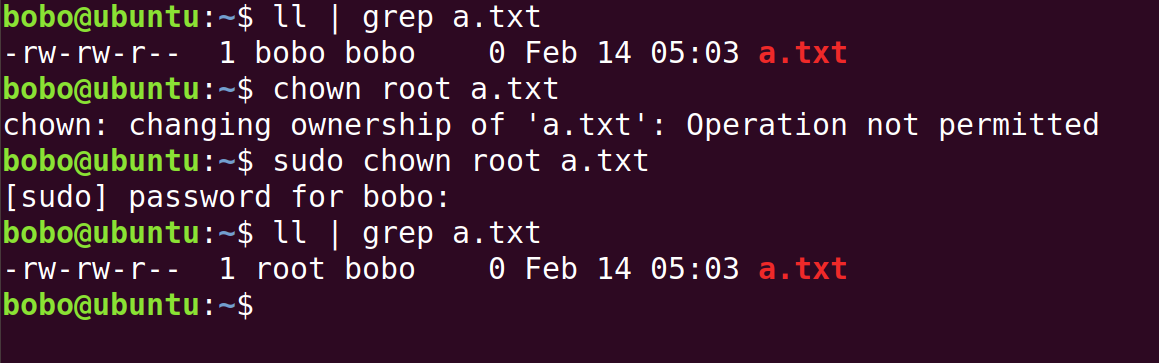 bobo@ubuntu:~$ ll | grep a.txt
-rw-rw-r--  1 bobo bobo    0 Feb 14 05:03 a.txt
bobo@ubuntu:~$ chown root a.txt
chown: changing ownership of 'a.txt': Operation not permitted
bobo@ubuntu:~$ sudo chown root a.txt
[sudo] password for bobo:
bobo@ubuntu:~$ ll | grep a.txt
-rw-rw-r--  1 root bobo    0 Feb 14 05:03 a.txt
bobo@ubuntu:~$